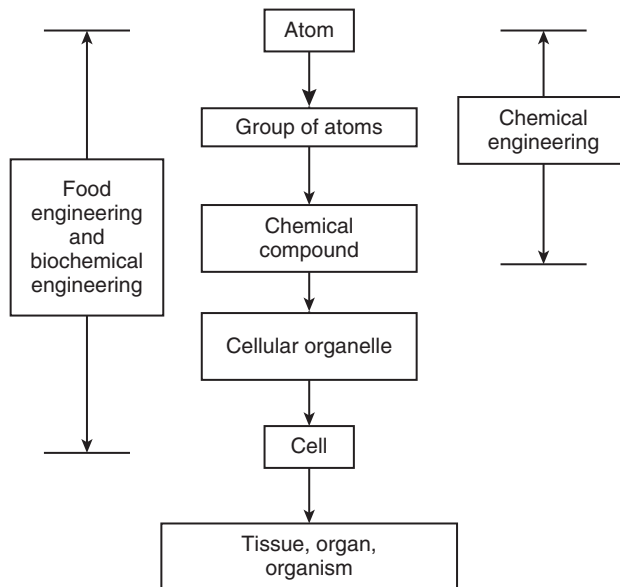 Atom
Group of atoms
Chemical
engineering
Food
engineering
and
biochemical
engineering
Chemical
compound
Cellular organelle
Cell
Tissue, organ,
organism